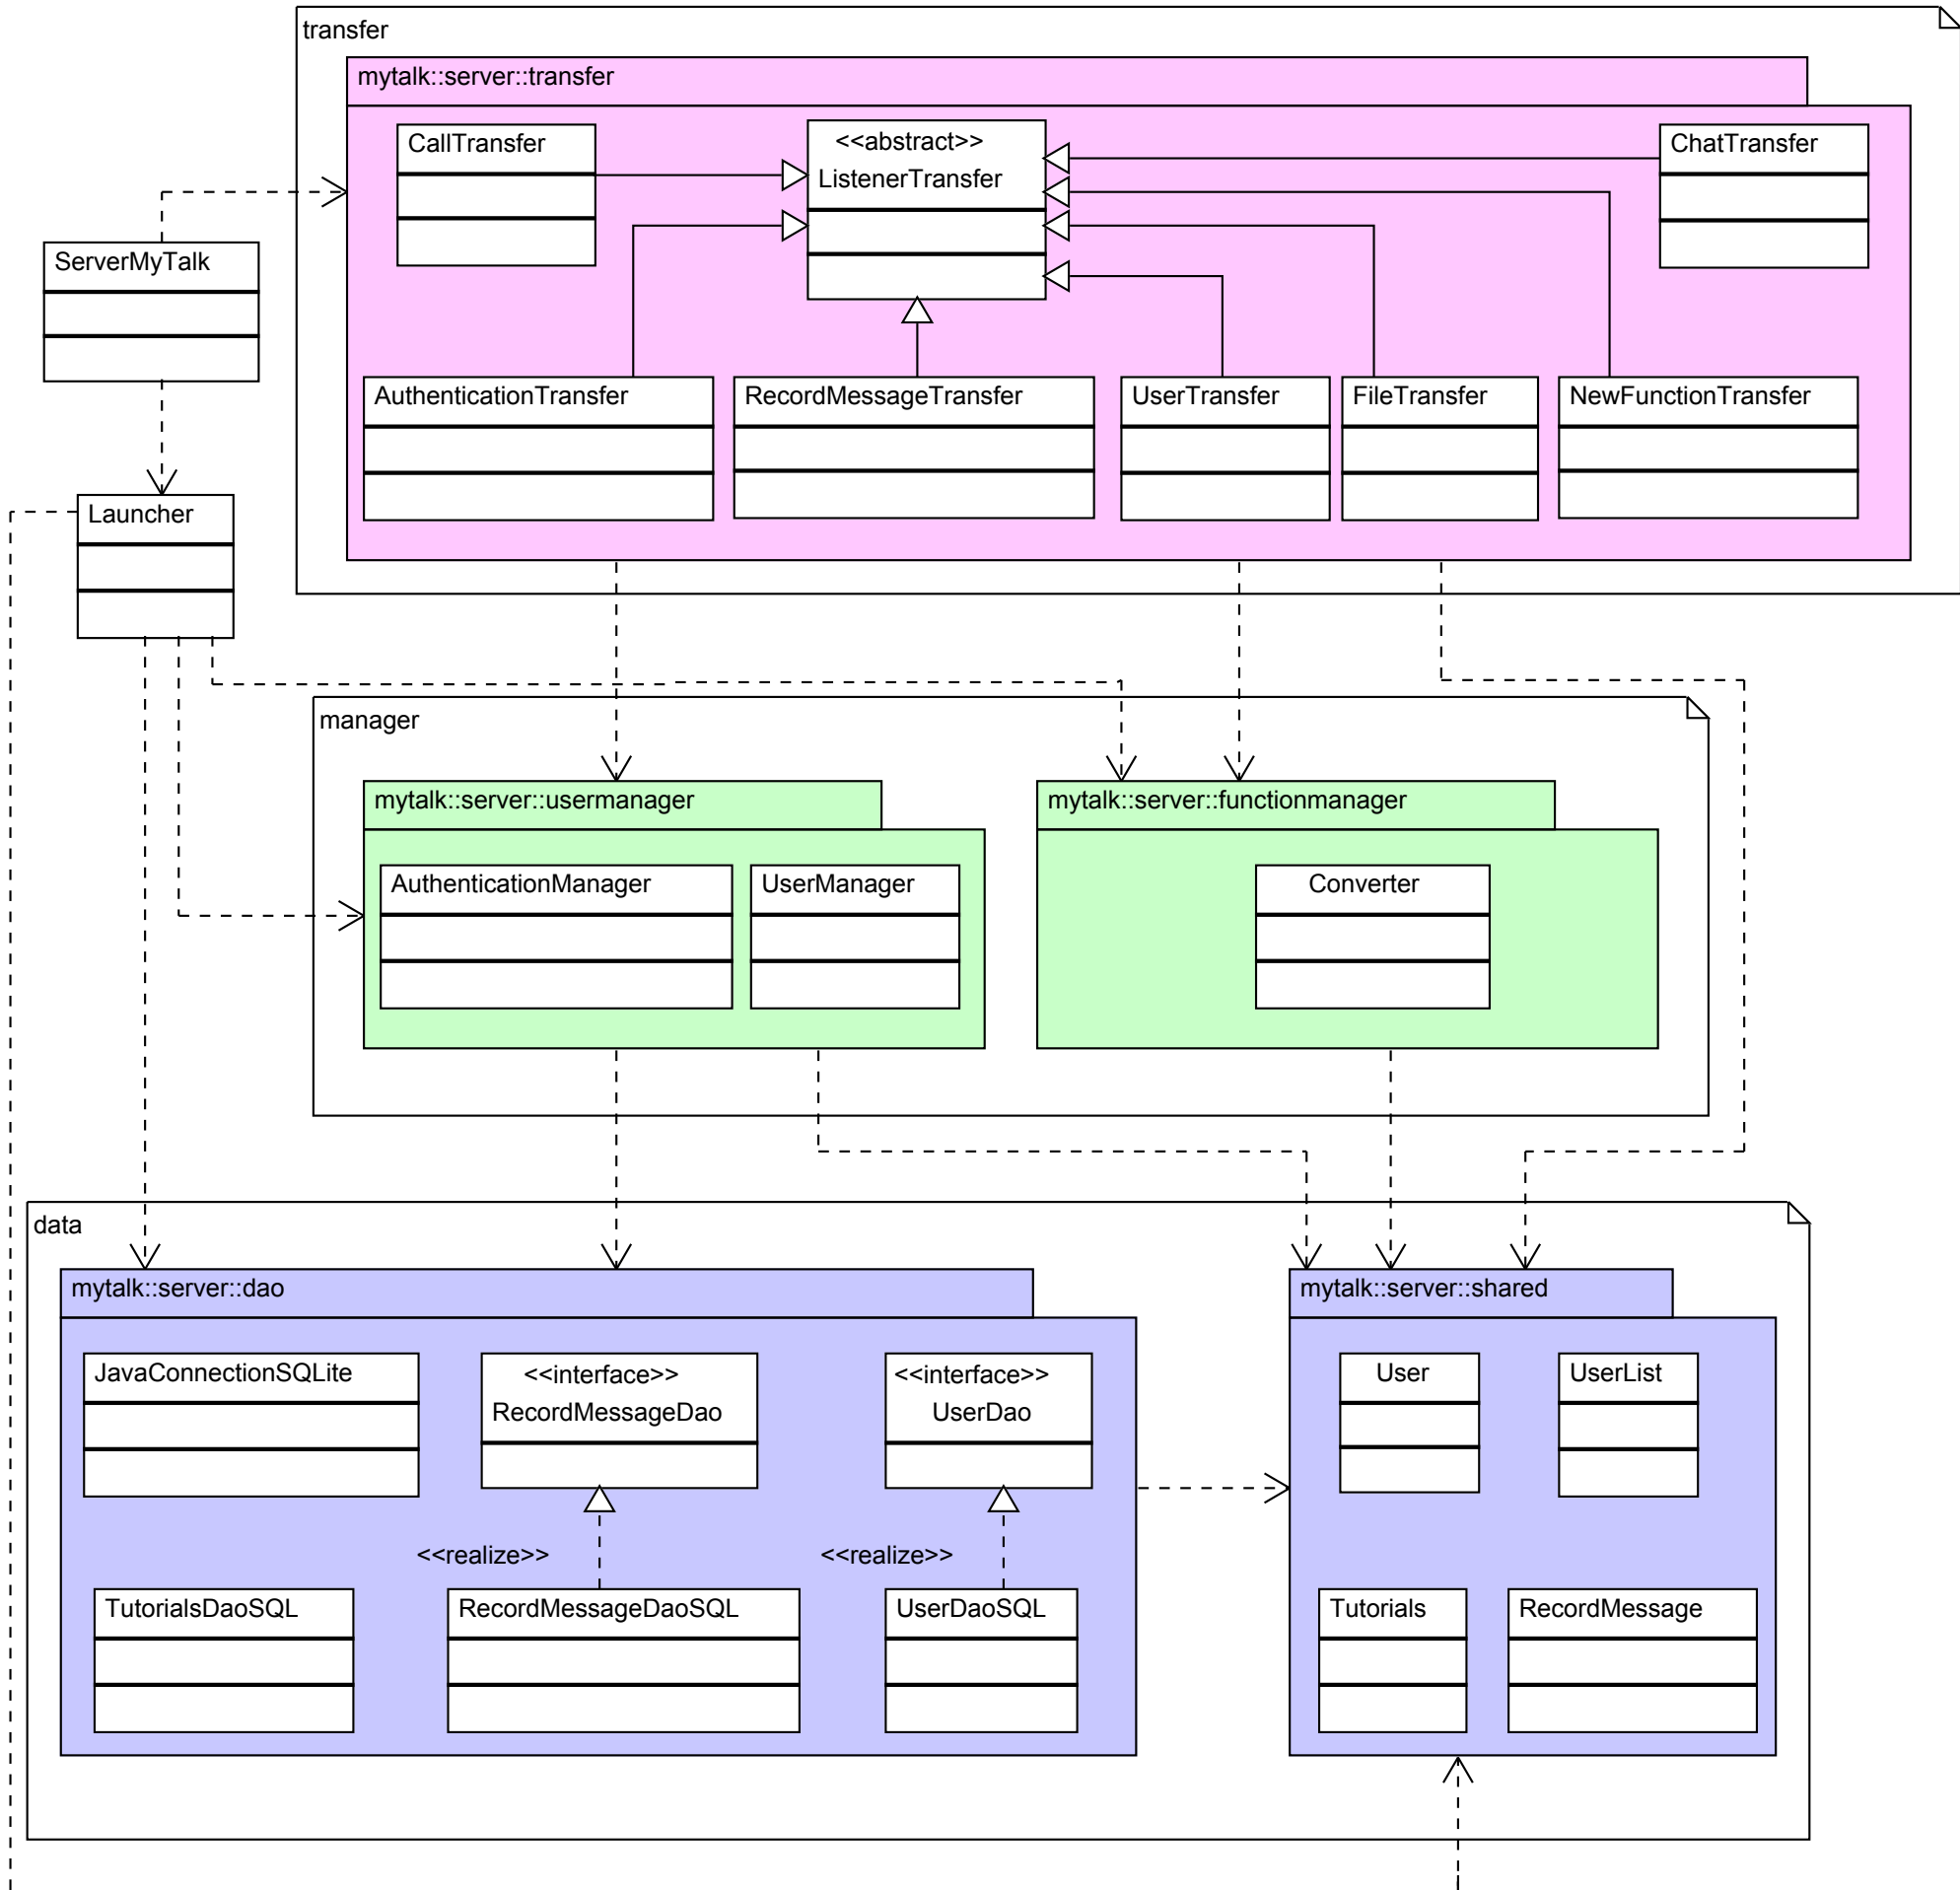 transfer
mytalk::server::transfer
CallTransfer
<<abstract>>
ListenerTransfer
ChatTransfer
ServerMyTalk
AuthenticationTransfer
RecordMessageTransfer
UserTransfer
FileTransfer
NewFunctionTransfer
Launcher
manager
mytalk::server::usermanager
mytalk::server::functionmanager
AuthenticationManager
UserManager
Converter
data
mytalk::server::dao
mytalk::server::shared
JavaConnectionSQLite
<<interface>>
RecordMessageDao
<<interface>>
UserDao
User
UserList
<<realize>>
<<realize>>
TutorialsDaoSQL
RecordMessageDaoSQL
UserDaoSQL
Tutorials
RecordMessage